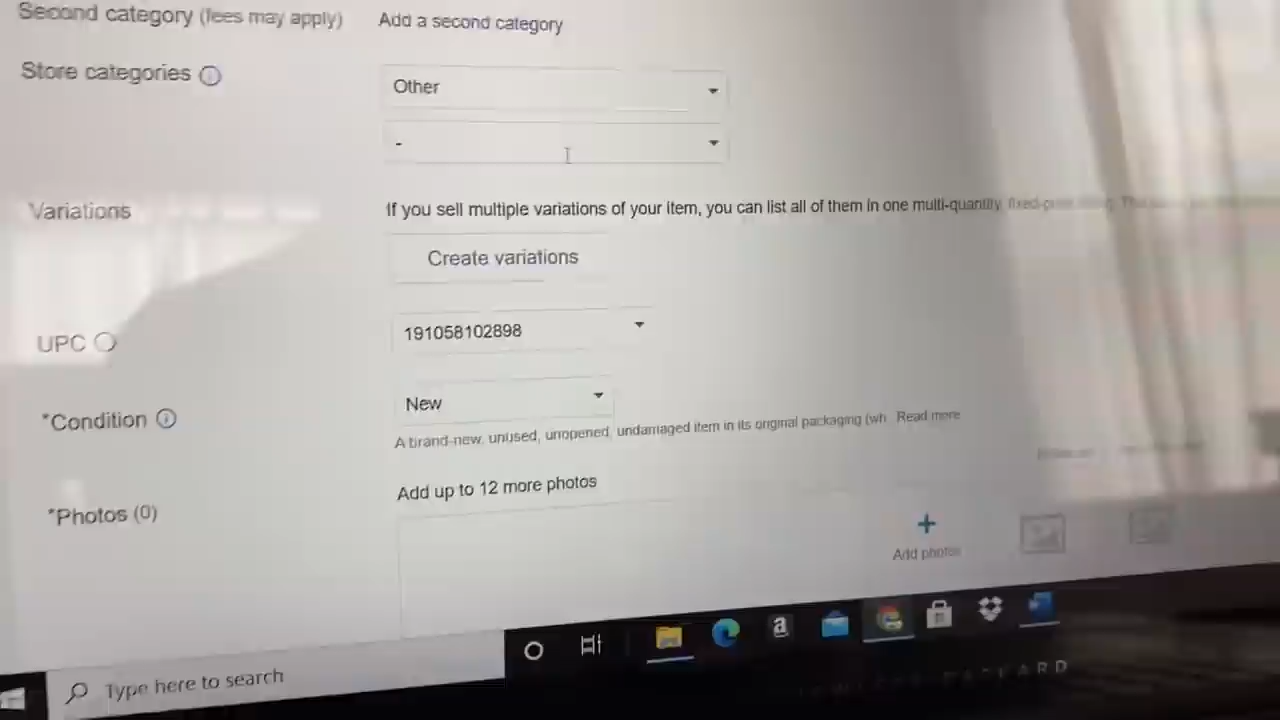 Second category (fees may apply) Add a second category
Store categories Other
-
Variations If you sell multiple variations of your item, you can list all of them in one multi-quantity, fixed-price
Create variations
UPC 191058102898
*Condition New
A brand-new, unused, unopened, undamaged item in its original packaging (wh Read more
*Photos (0) Add up to 12 more photos
Add photos
Type here to search